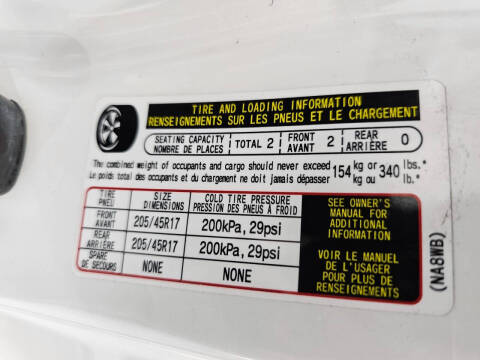 TIRE AND LOADING INFORMATION
RENSEIGNEMENTS SUR LES PNEUS ET LE CHARGEMENT
SEATING CAPACITY
NOMBRE DE PLACES
TOTAL 2
FRONT
AVANT 2
REAR
ARRIÈRE 0
The combined weight of occupants and cargo should never exceed 154 kg or 340 lbs.*
Le poids total des occupants et du chargement ne doit jamais dépasser 154 kg ou 340 lb.*
TIRE
PNEU
SIZE
DIMENSIONS
COLD TIRE PRESSURE
PRESSION DES PNEUS À FROID
FRONT
AVANT
205/45R17
200kPa, 29psi
REAR
ARRIÈRE
205/45R17
200kPa, 29psi
SPARE
DE SECOURS
NONE
NONE
SEE OWNER'S
MANUAL FOR
ADDITIONAL
INFORMATION
VOIR LE MANUEL
DE L'USAGER
POUR PLUS DE
RENSEIGNEMENTS
(NA8WB)